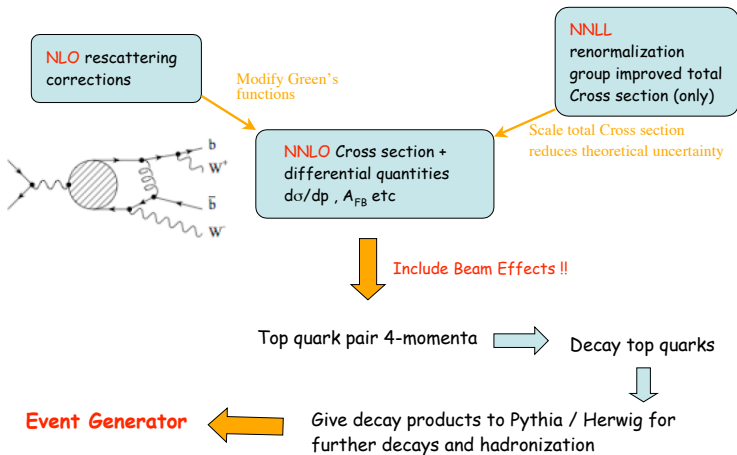 NLO rescattering
corrections
NNLL
renormalization
group improved total
Cross section (only)
Modify Green's
functions
Scale total Cross section
reduces theoretical uncertainty
NNLO Cross section +
differential quantities
dσ/dp , A_FB etc
b
W⁺
b̄
W⁻
Include Beam Effects !!
Top quark pair 4-momenta
Decay top quarks
Event Generator
Give decay products to Pythia / Herwig for
further decays and hadronization